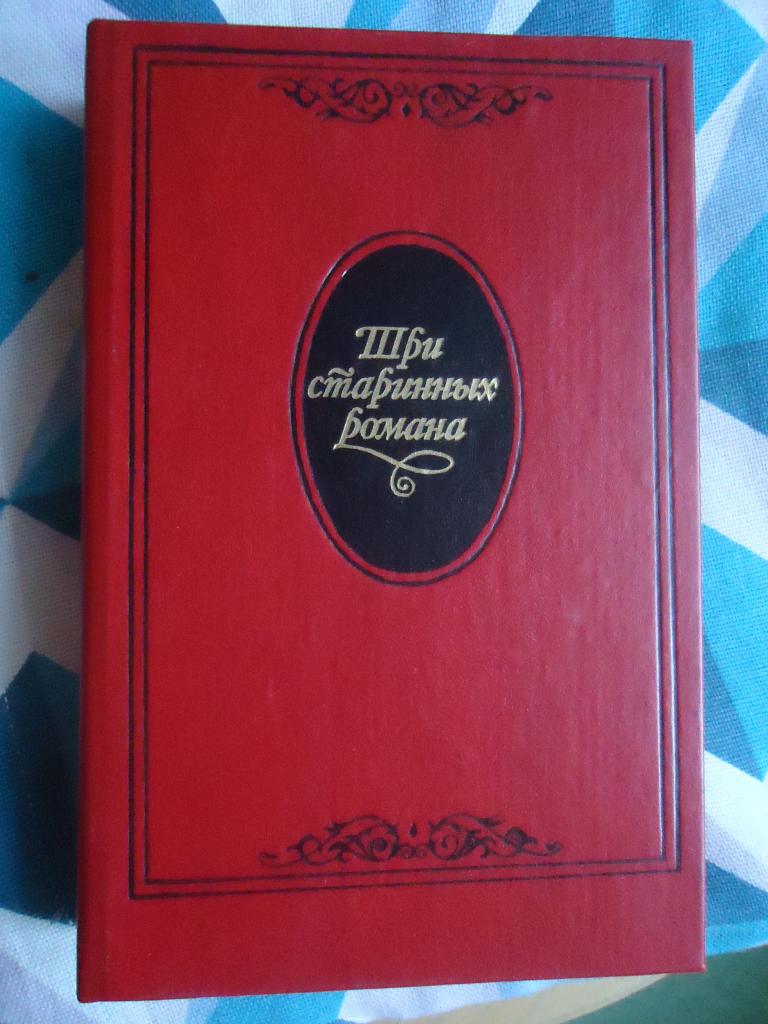 Три
старинных
романа